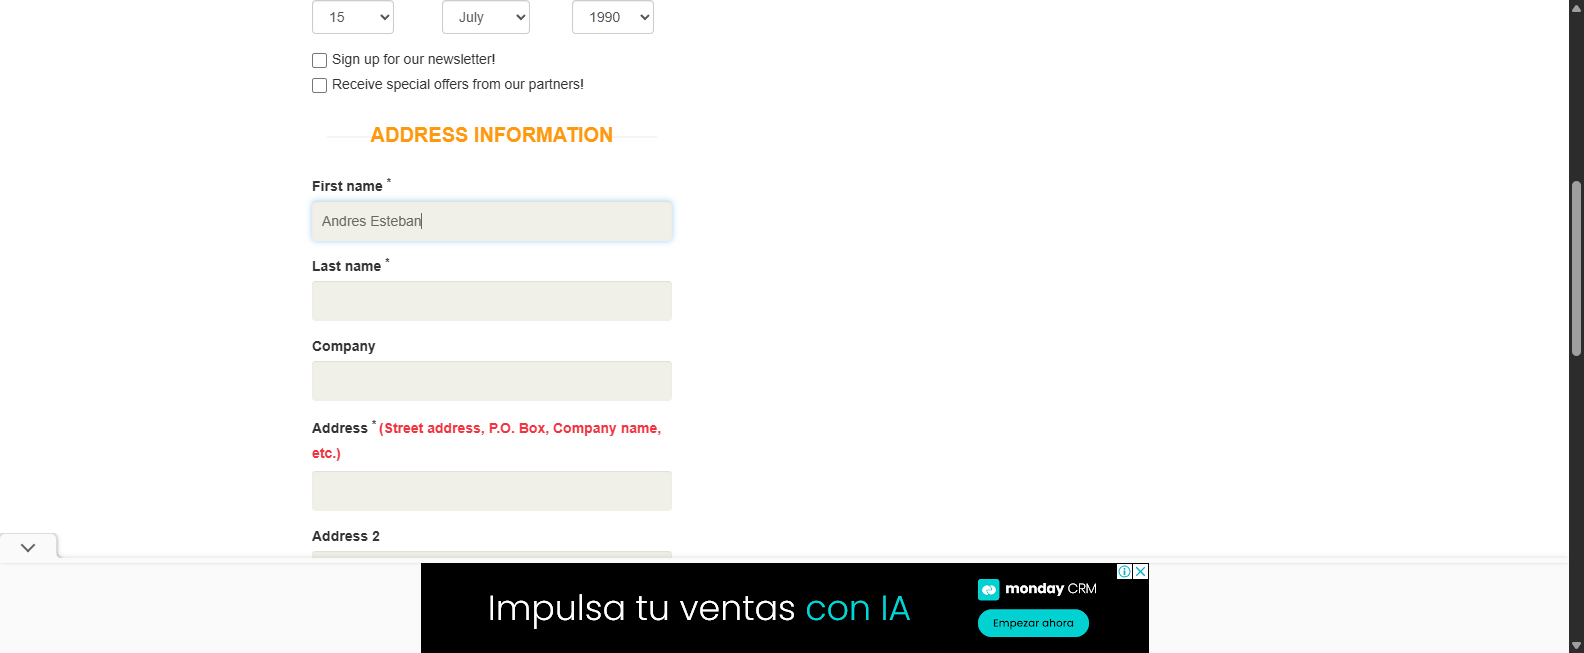 15 July 1990
Sign up for our newsletter!
Receive special offers from our partners!
ADDRESS INFORMATION
First name *
Andres Esteban
Last name *
Company
Address * (Street address, P.O. Box, Company name,
etc.)
Address 2
Impulsa tu ventas con IA
monday CRM
Empezar ahora